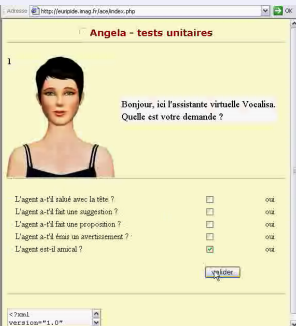 Adresse http://euripide.imag.fr/ace/index.php OK
Angela - tests unitaires
1
Bonjour, ici l'assistante virtuelle Vocalisa.
Quelle est votre demande ?
L'agent a-t'il salué avec la tête ? oui
L'agent a-t'il fait une suggestion ? oui
L'agent a-t'il fait une proposition ? oui
L'agent a-t'il émis un avertissement ? oui
L'agent est-il amical ? oui
valider
<?xml
version="1.0"